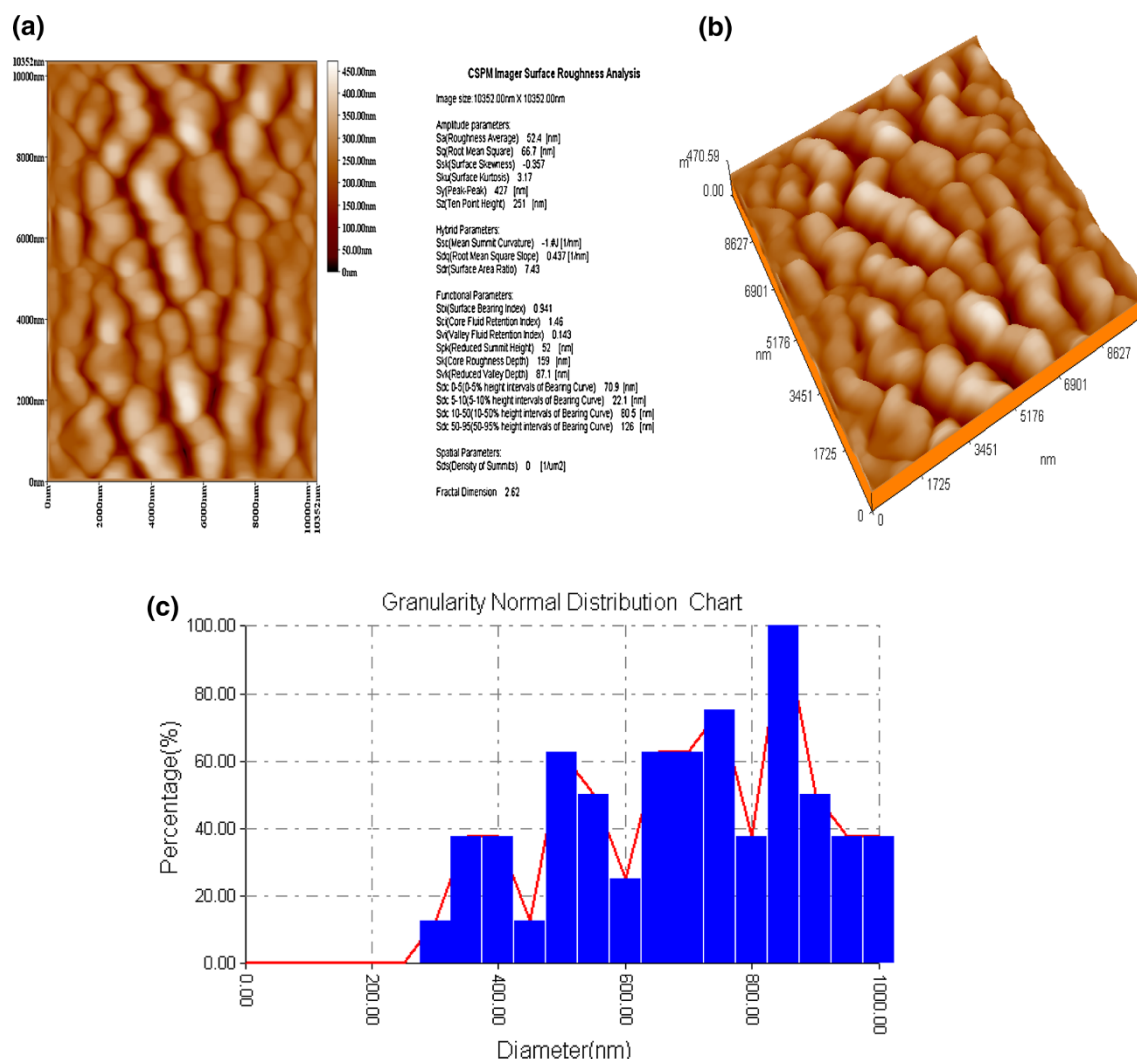 (a)
10352nm
10000nm
8000nm
6000nm
4000nm
2000nm
0nm
0nm
2000nm
4000nm
6000nm
8000nm
10000nm
10352nm
450.00nm
400.00nm
350.00nm
300.00nm
250.00nm
200.00nm
150.00nm
100.00nm
50.00nm
0nm
CSPM Imager Surface Roughness Analysis
Image size:10352.00nm X 10352.00nm
Amplitude parameters:
Sa(Roughness Average) 52.4 [nm]
Sq(Root Mean Square) 66.7 [nm]
Ssk(Surface Skewness) -0.357
Sku(Surface Kurtosis) 3.17
Sy(Peak-Peak) 427 [nm]
Sz(Ten Point Height) 251 [nm]
Hybrid Parameters:
Ssc(Mean Summit Curvature) -1.#J [1/nm]
Sdq(Root Mean Square Slope) 0.437 [1/nm]
Sdr(Surface Area Ratio) 7.43
Functional Parameters:
Sbi(Surface Bearing Index) 0.941
Sci(Core Fluid Retention Index) 1.46
Svi(Valley Fluid Retention Index) 0.143
Spk(Reduced Summit Height) 52 [nm]
Sk(Core Roughness Depth) 159 [nm]
Svk(Reduced Valley Depth) 87.1 [nm]
Sdc 0-5(0-5% height intervals of Bearing Curve) 70.9 [nm]
Sdc 5-10(5-10% height intervals of Bearing Curve) 22.1 [nm]
Sdc 10-50(10-50% height intervals of Bearing Curve) 80.5 [nm]
Sdc 50-95(50-95% height intervals of Bearing Curve) 126 [nm]
Spatial Parameters:
Sds(Density of Summits) 0 [1/um2]
Fractal Dimension 2.62
(b)
m 470.59
0.00
8627
6901
5176
nm
3451
1725
0
0
1725
3451
5176
6901
8627
nm
(c)
Granularity Normal Distribution Chart
Percentage(%)
100.00
80.00
60.00
40.00
20.00
0.00
0.00
200.00
400.00
600.00
800.00
1000.00
Diameter(nm)